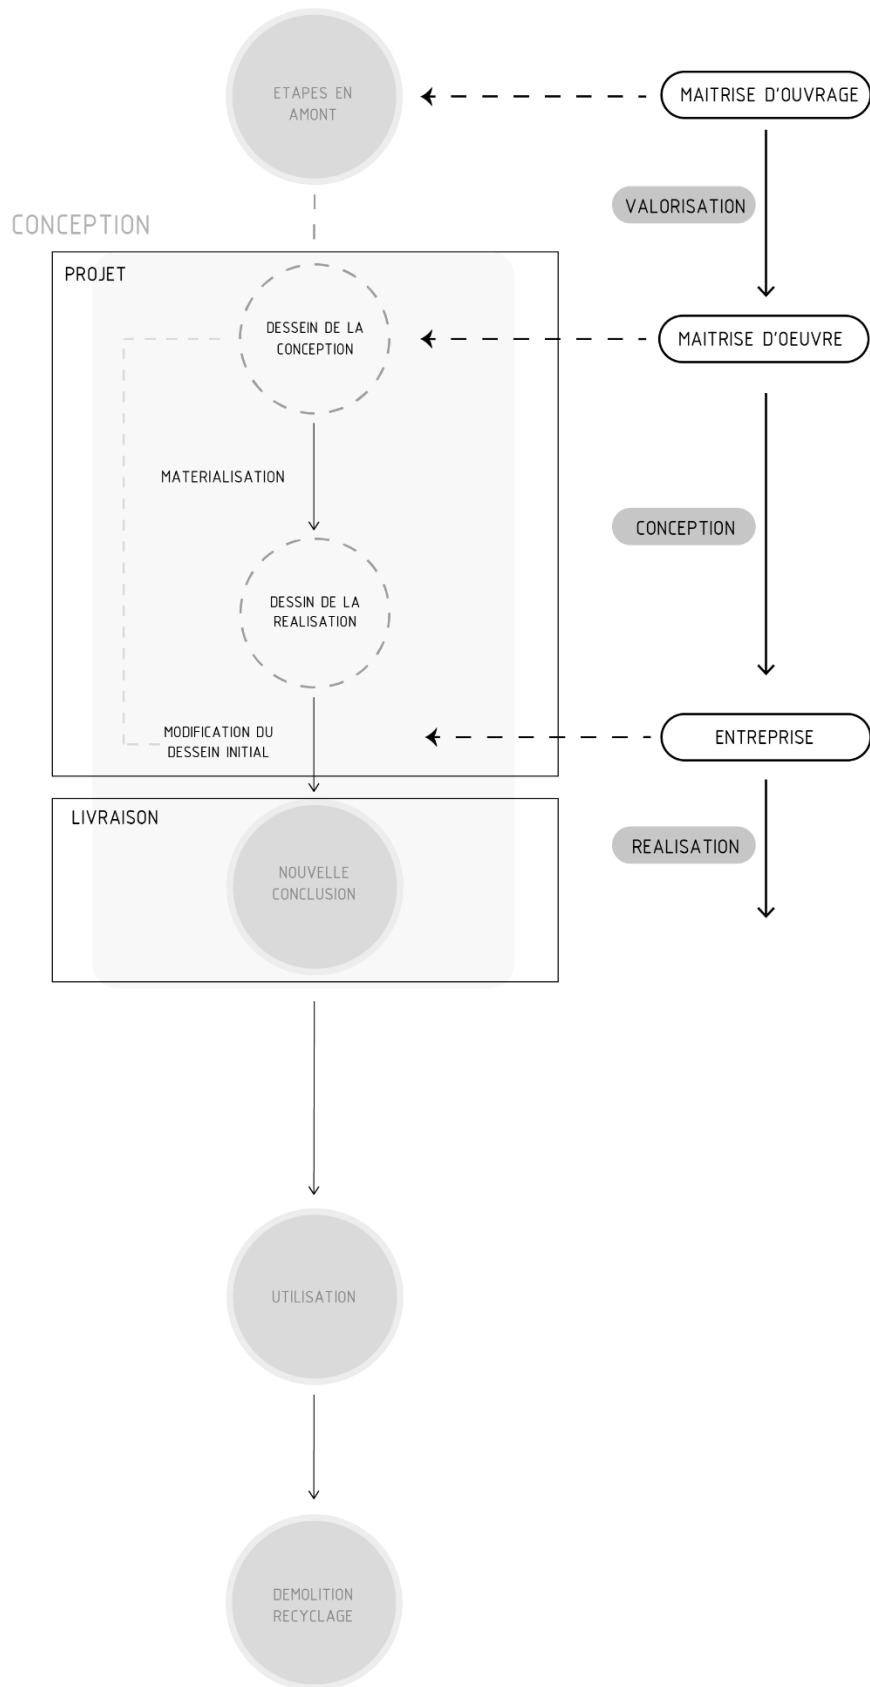 ETAPES EN
AMONT
MAITRISE D'OUVRAGE
VALORISATION
CONCEPTION
PROJET
DESSEIN DE LA
CONCEPTION
MAITRISE D'OEUVRE
MATERIALISATION
CONCEPTION
DESSIN DE LA
REALISATION
MODIFICATION DU
DESSEIN INITIAL
ENTREPRISE
LIVRAISON
REALISATION
NOUVELLE
CONCLUSION
UTILISATION
DEMOLITION
RECYCLAGE